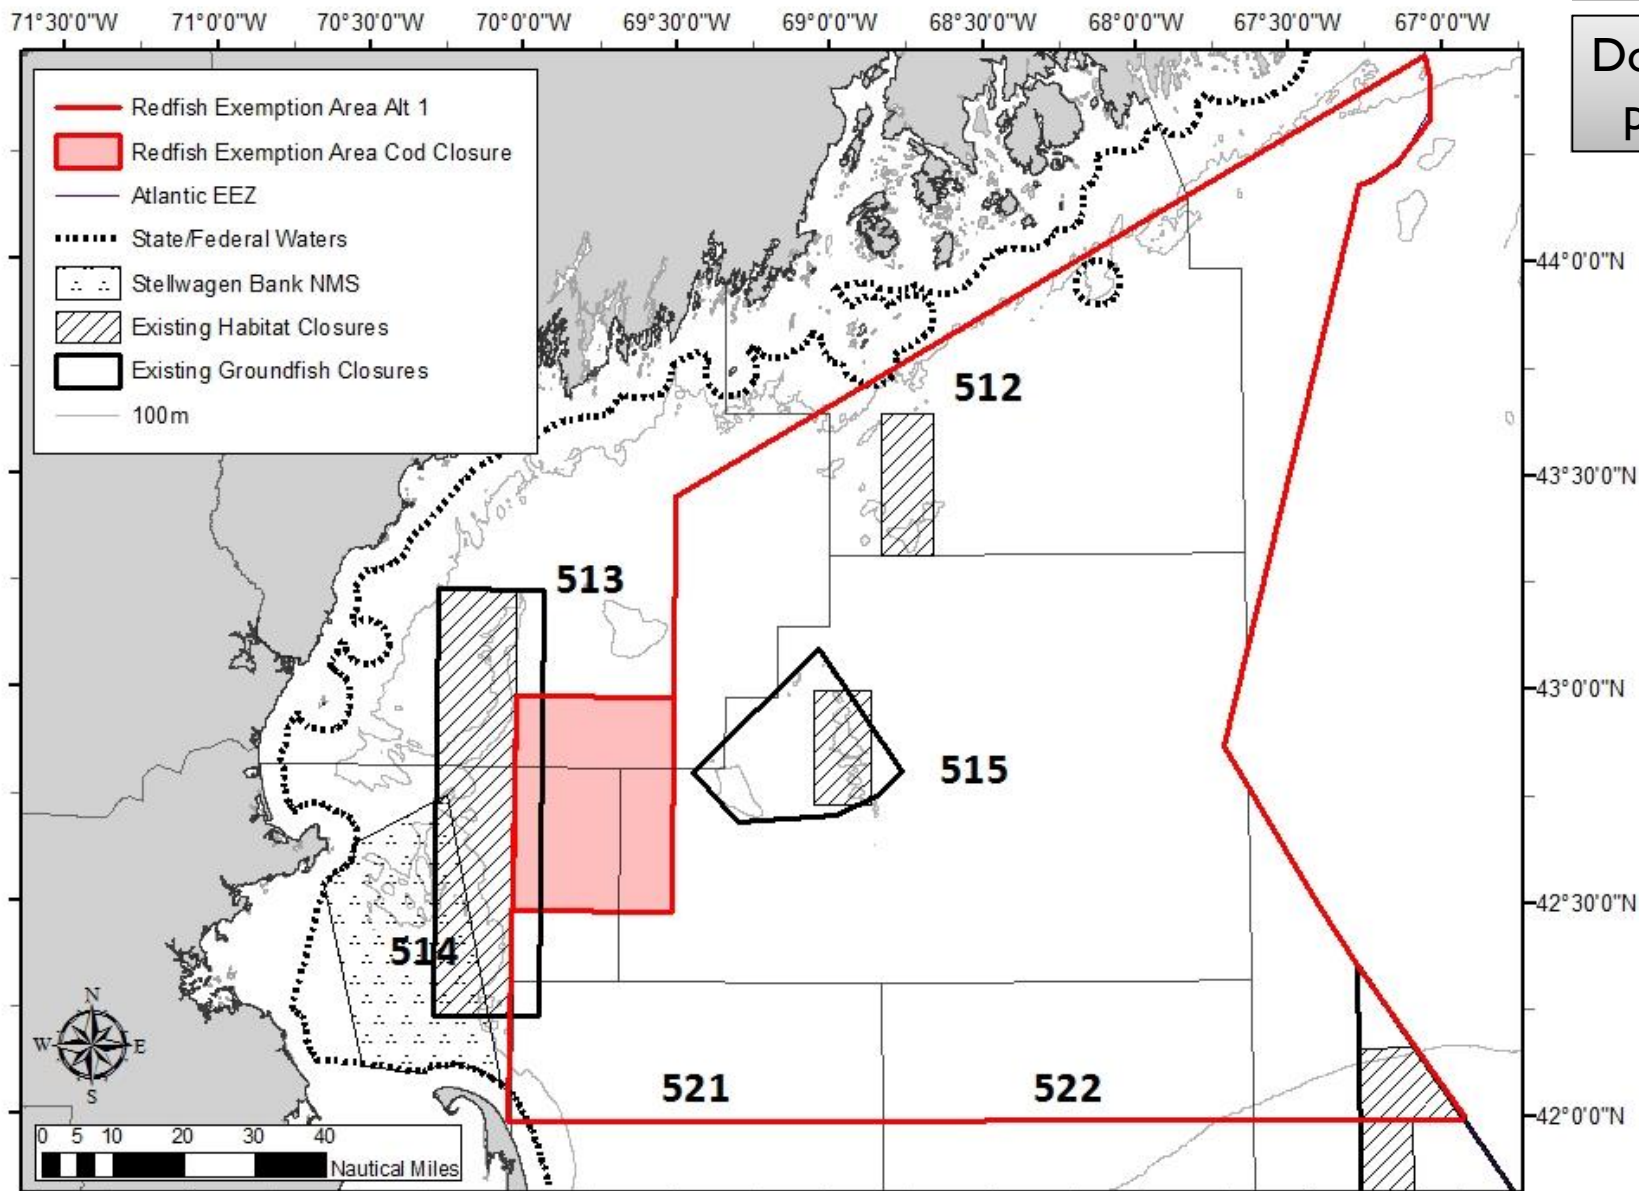 71°30'0"W 71°0'0"W 70°30'0"W 70°0'0"W 69°30'0"W 69°0'0"W 68°30'0"W 68°0'0"W 67°30'0"W 67°0'0"W
Redfish Exemption Area Alt 1
Redfish Exemption Area Cod Closure
Atlantic EEZ
State/Federal Waters
Stellwagen Bank NMS
Existing Habitat Closures
Existing Groundfish Closures
100m
44°0'0"N
512
43°30'0"N
513
43°0'0"N
515
42°30'0"N
514
521
522
42°0'0"N
N
W E
S
0 5 10 20 30 40
Nautical Miles